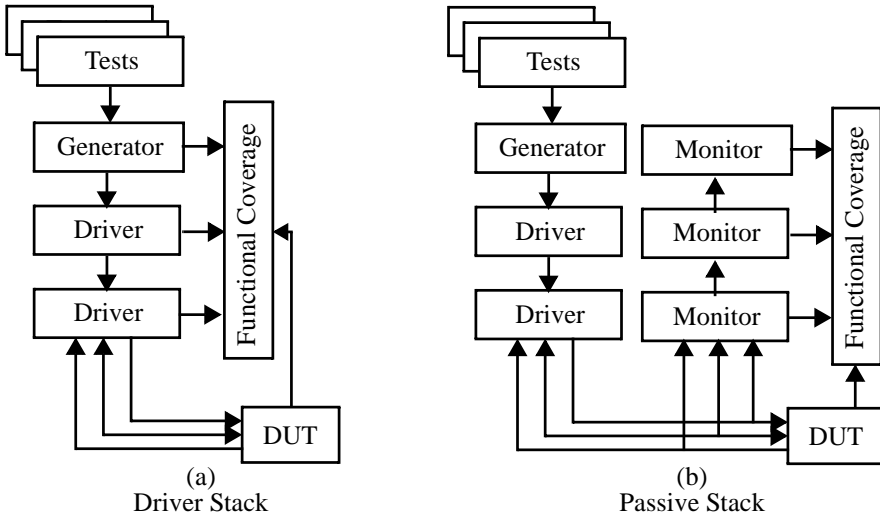 Tests
Generator
Driver
Driver
Functional Coverage
DUT
(a)
Driver Stack
Tests
Generator
Driver
Driver
Monitor
Monitor
Monitor
Functional Coverage
DUT
(b)
Passive Stack